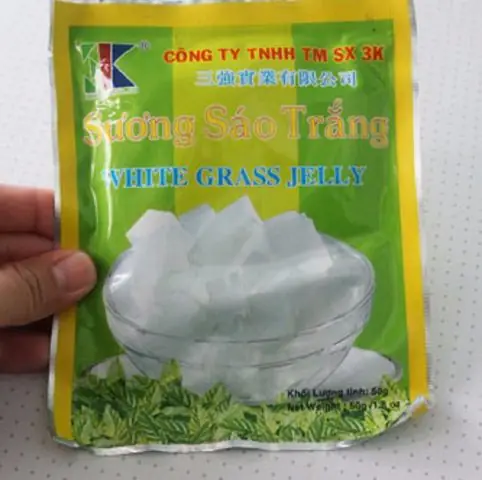 K ®
CÔNG TY TNHH TM SX 3K
三強實業有限公司
Sương Sáo Trắng
WHITE GRASS JELLY
Khối Lượng tịnh: 50g
Net Weight : 50g